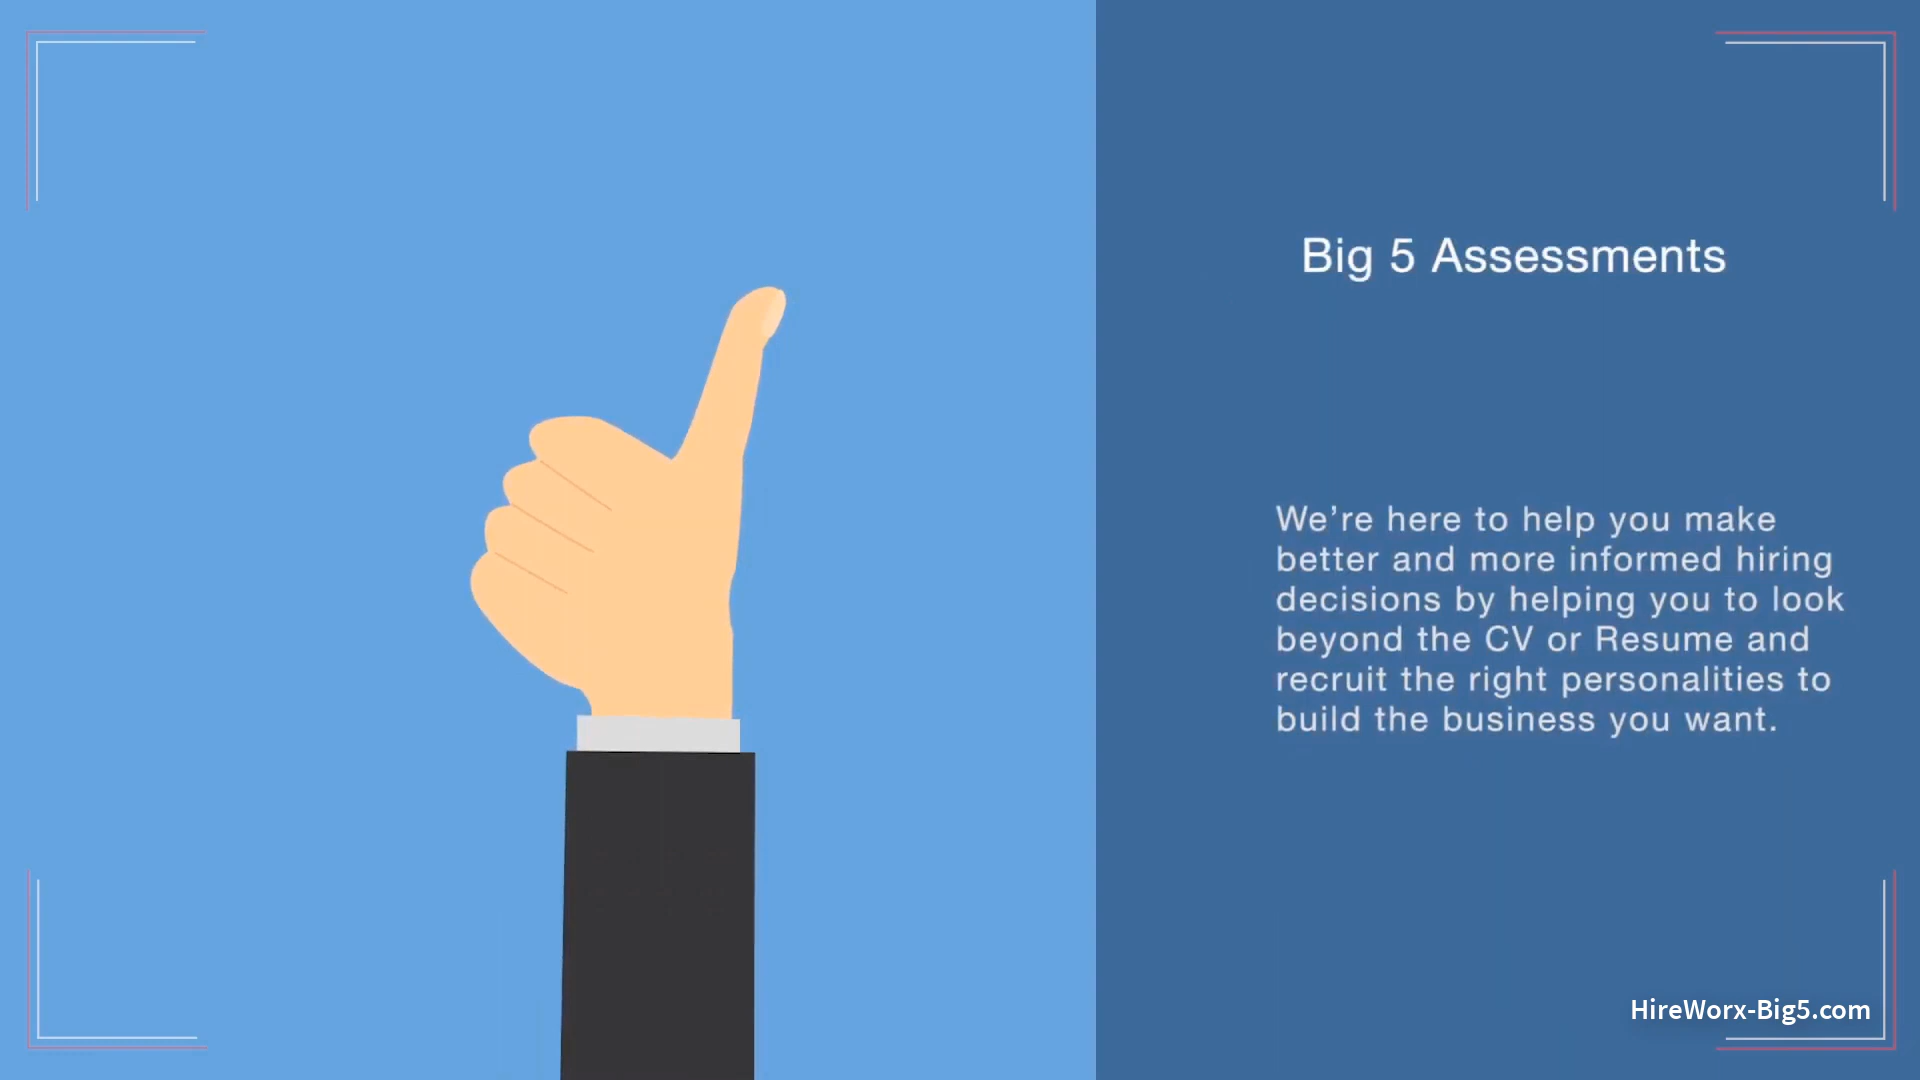 Big 5 Assessments
We’re here to help you make
better and more informed hiring
decisions by helping you to look
beyond the CV or Resume and
recruit the right personalities to
build the business you want.
HireWorx-Big5.com